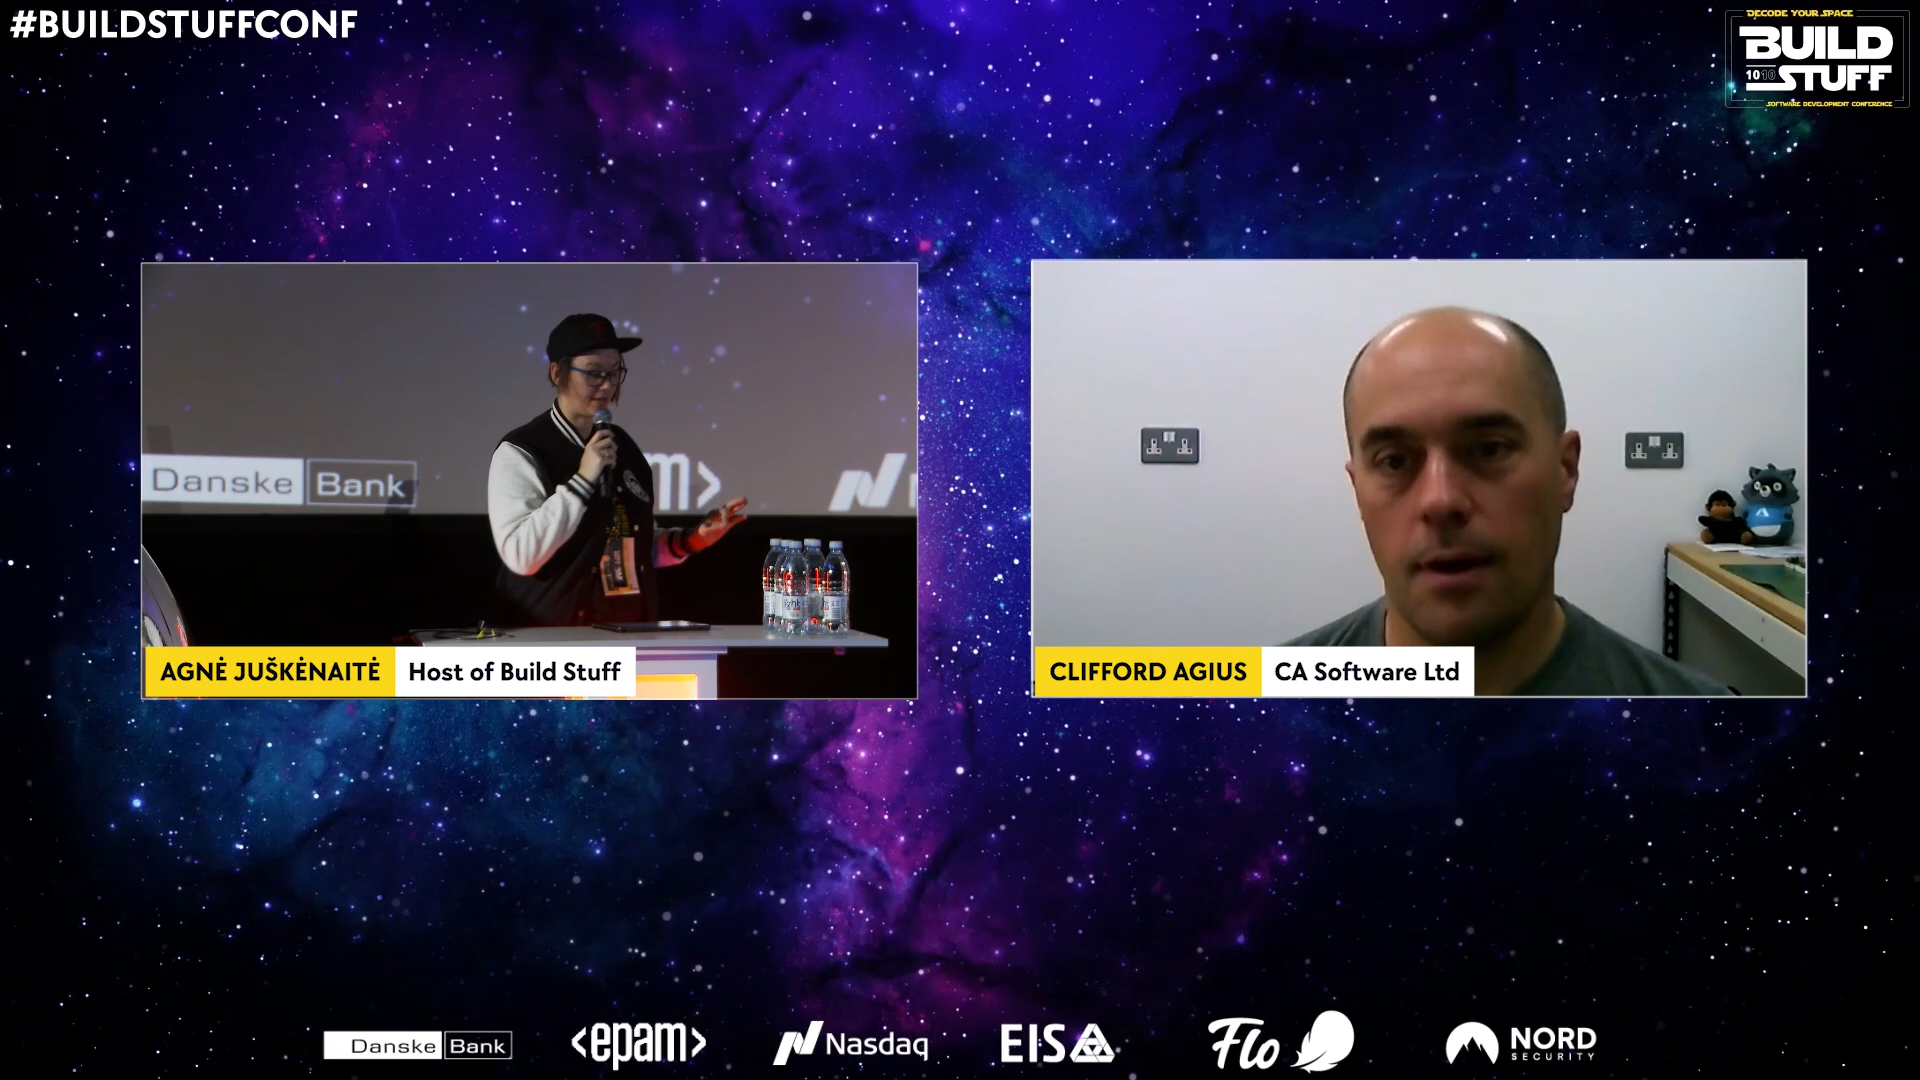 #BUILDSTUFFCONF
DECODE YOUR SPACE
BUILD
1010 STUFF
SOFTWARE DEVELOPMENT CONFERENCE
Danske Bank
AGNĖ JUŠKĖNAITĖ Host of Build Stuff
CLIFFORD AGIUS CA Software Ltd
Danske Bank
<epam>
Nasdaq
EIS
Flo
NORD
SECURITY